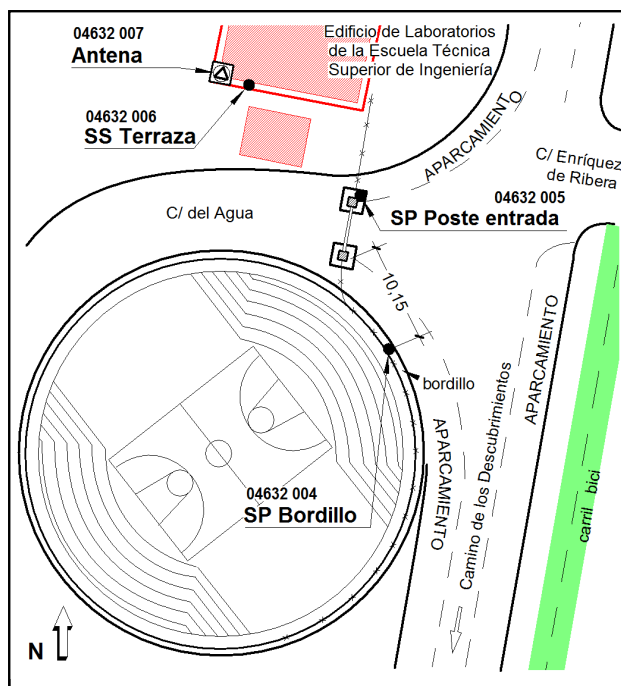 04632 007
Antena
Edificio de Laboratorios
de la Escuela Técnica
Superior de Ingeniería
04632 006
SS Terraza
APARCAMIENTO
C/ Enríquez
de Ribera
04632 005
SP Poste entrada
C/ del Agua
10,15
APARCAMIENTO
bordillo
Camino de los Descubrimientos
APARCAMIENTO
04632 004
SP Bordillo
carril bici
N